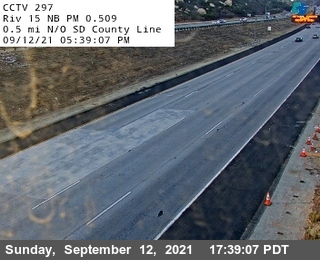 CCTV 297
Riv 15 NB PM 0.509
0.5 mi N/O SD County Line
09/12/21 05:39:07 PM
Sunday, September 12, 2021 17:39:07 PDT